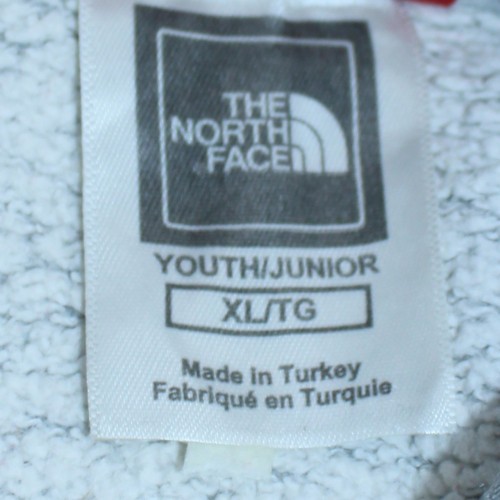 THE
NORTH
FACE
YOUTH/JUNIOR
XL/TG
Made in Turkey
Fabriqué en Turquie